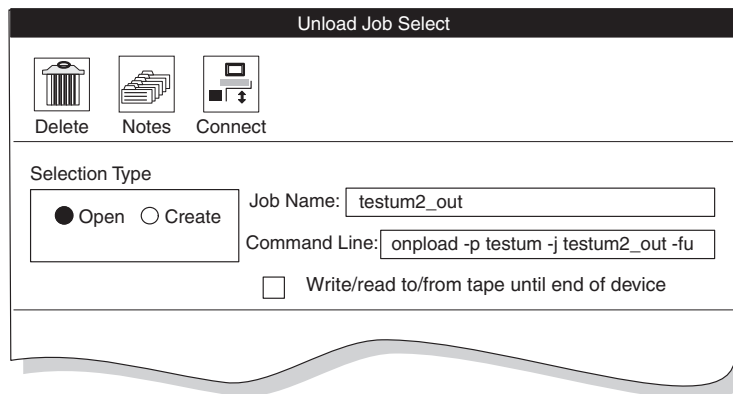 Unload Job Select
Delete Notes Connect
Selection Type
Open Create
Job Name: testum2_out
Command Line: onpload -p testum -j testum2_out -fu
Write/read to/from tape until end of device